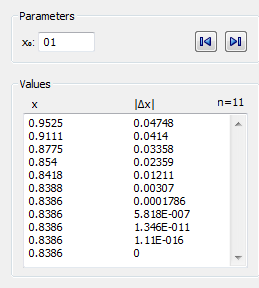 Parameters
x₀: 01
Values
x |Δx| n=11
0.9525 0.04748
0.9111 0.0414
0.8775 0.03358
0.854 0.02359
0.8418 0.01211
0.8388 0.00307
0.8386 0.0001786
0.8386 5.818E-007
0.8386 1.346E-011
0.8386 1.11E-016
0.8386 0